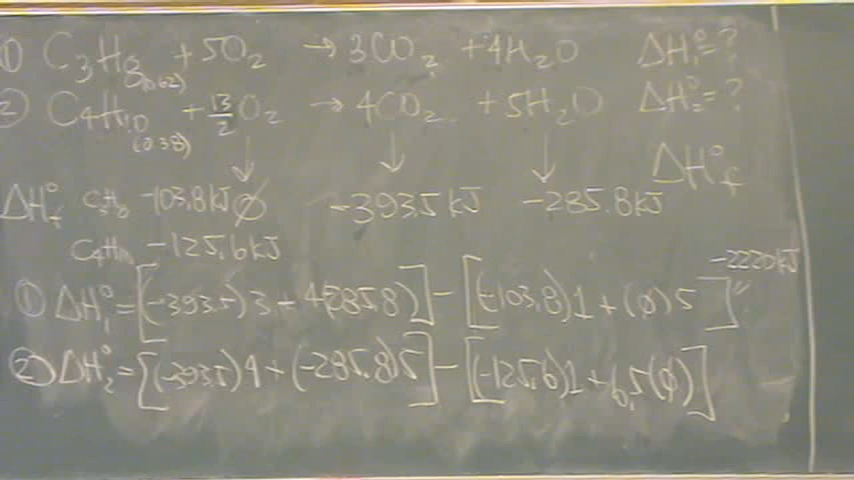 ① C₃H₈ + 5O₂ → 3CO₂ + 4H₂O ΔH₁°=?
(0.62)
② C₄H₁₀ + 13/2 O₂ → 4CO₂ + 5H₂O ΔH₂°=?
(0.38)
↓ ↓ ↓ ΔH°f
ΔH°f C₃H₈ -103.8kJ ∅ -393.5kJ -285.8kJ
C₄H₁₀ -125.6kJ
-2220kJ
① ΔH₁° = [(-393.5)3 + 4(-285.8)] - [(-103.8)1 + (∅)5]
② ΔH₂° = [(-393.5)4 + (-285.8)5] - [(-125.6)1 + 6.5(∅)]